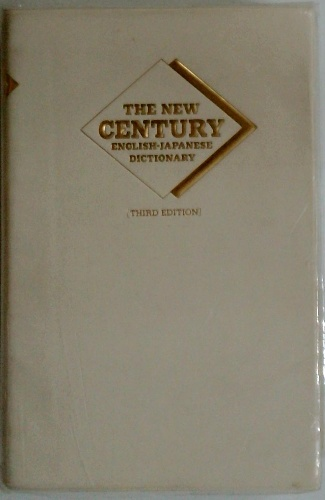 THE NEW
CENTURY
ENGLISH-JAPANESE
DICTIONARY
[THIRD EDITION]